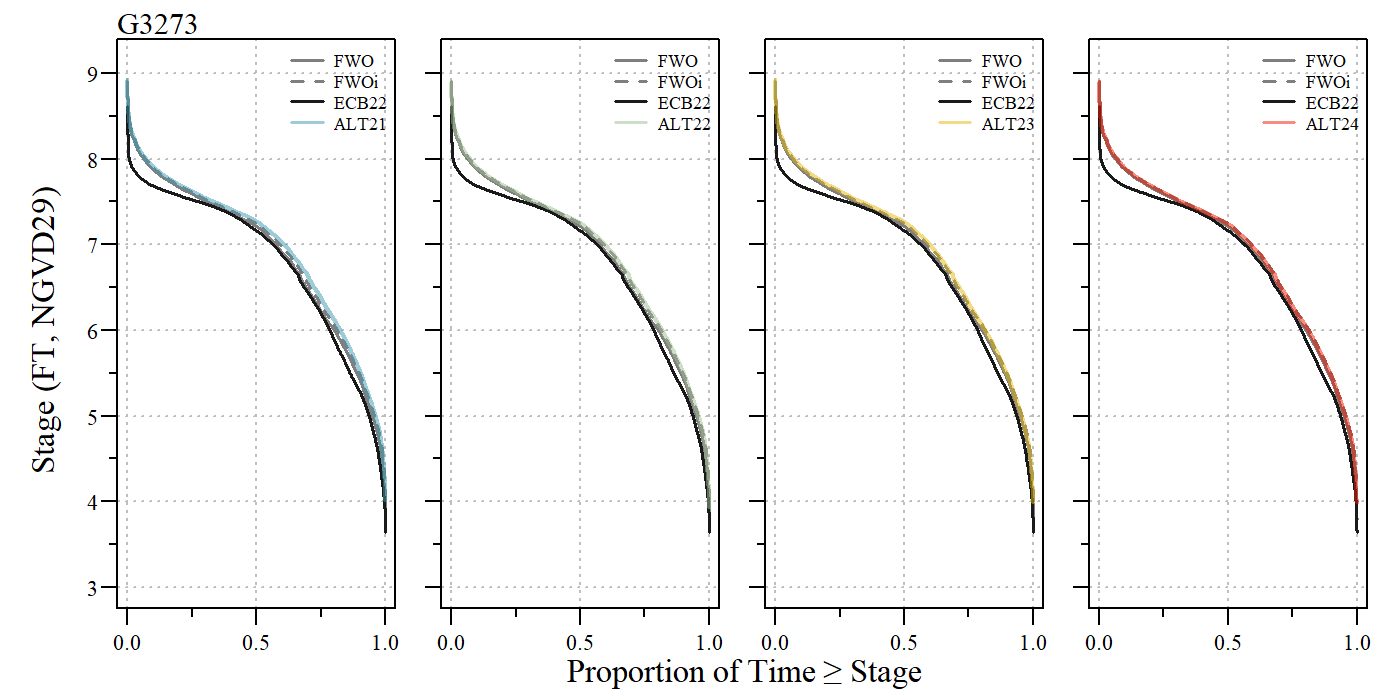 G3273
FWO
FWOi
ECB22
ALT21
FWO
FWOi
ECB22
ALT22
FWO
FWOi
ECB22
ALT23
FWO
FWOi
ECB22
ALT24
Stage (FT, NGVD29)
9
8
7
6
5
4
3
0.0 0.5 1.0
0.0 0.5 1.0
0.0 0.5 1.0
0.0 0.5 1.0
Proportion of Time ≥ Stage